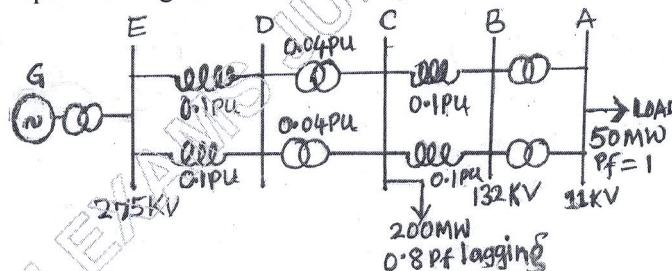 E D C B A
G
0.04PU
0.1PU
0.1PU
LOAD
50MW
Pf=1
0.04PU
0.1PU
0.1PU
275KV
132KV
11KV
200MW
0.8 Pf lagging
EXAMS